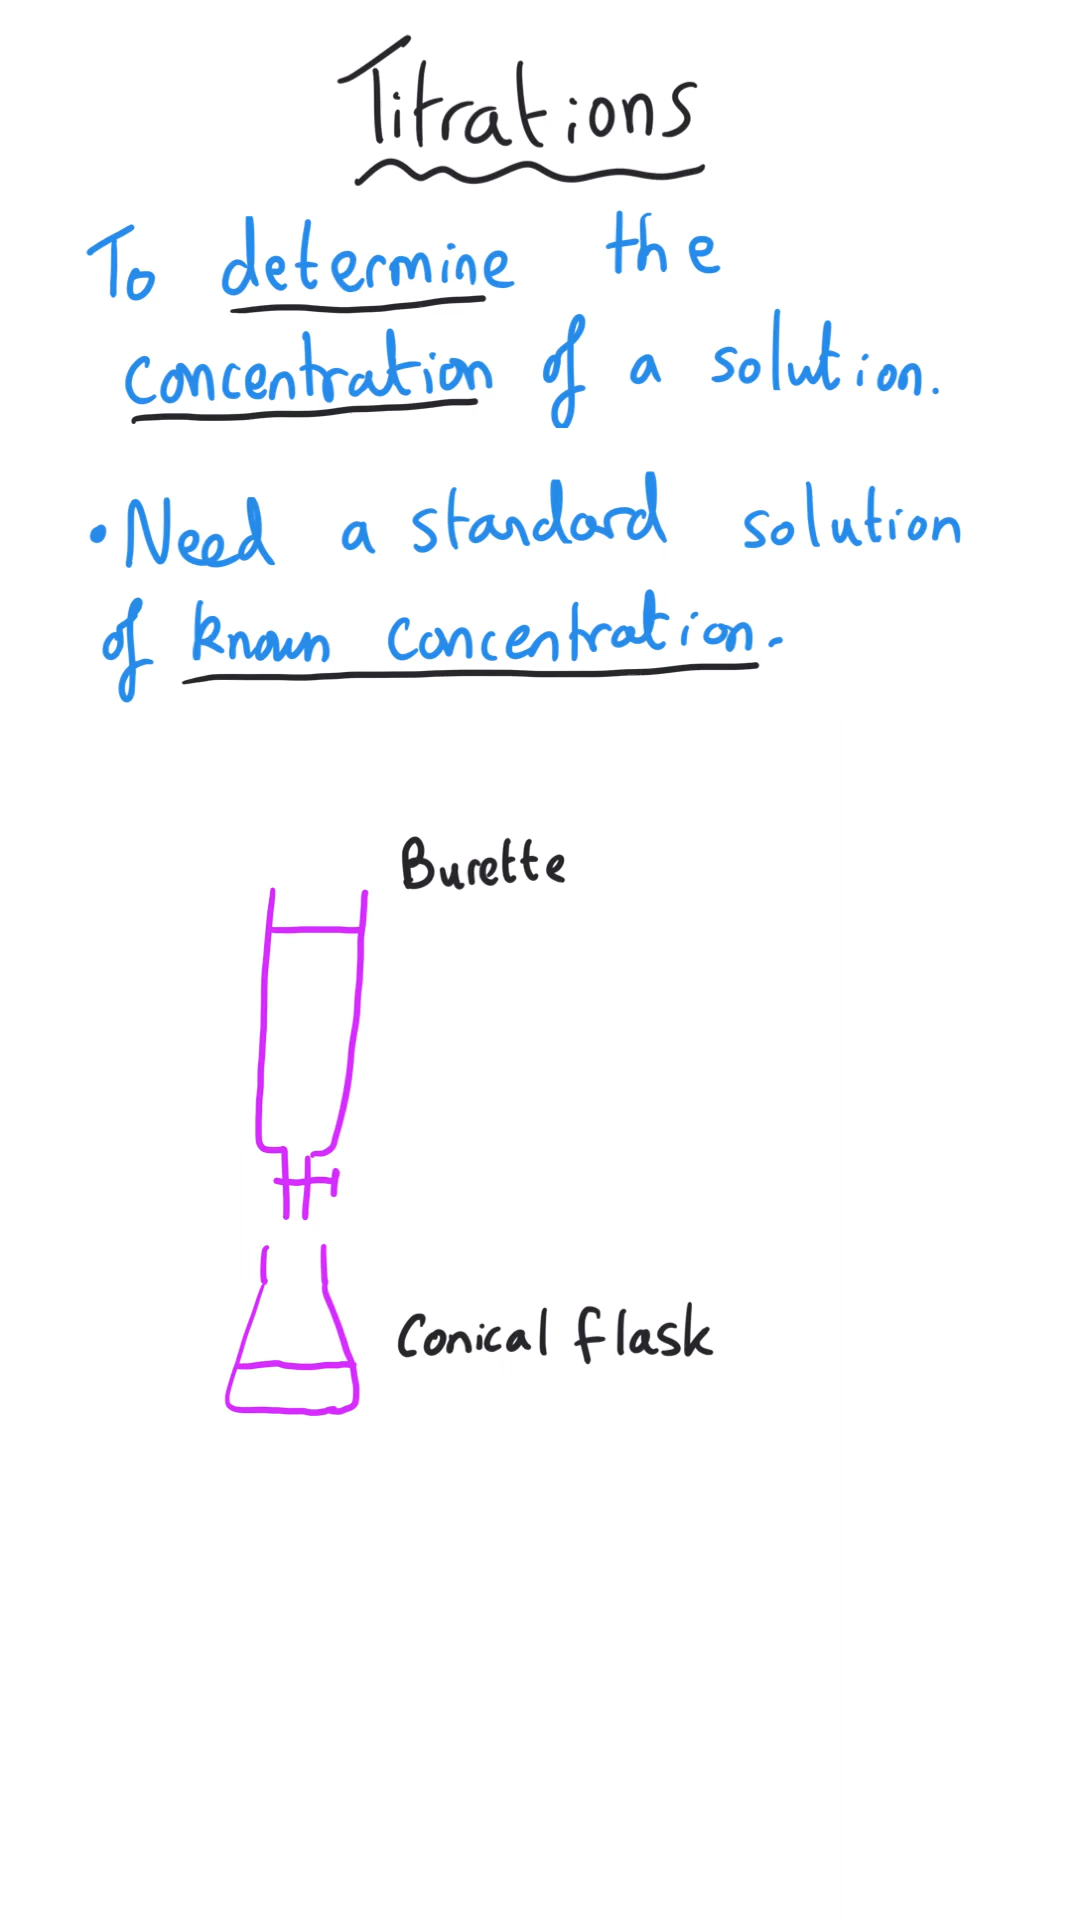 Titrations
To determine the
concentration of a solution.
• Need a standard solution
of known concentration.
Burette
Conical flask